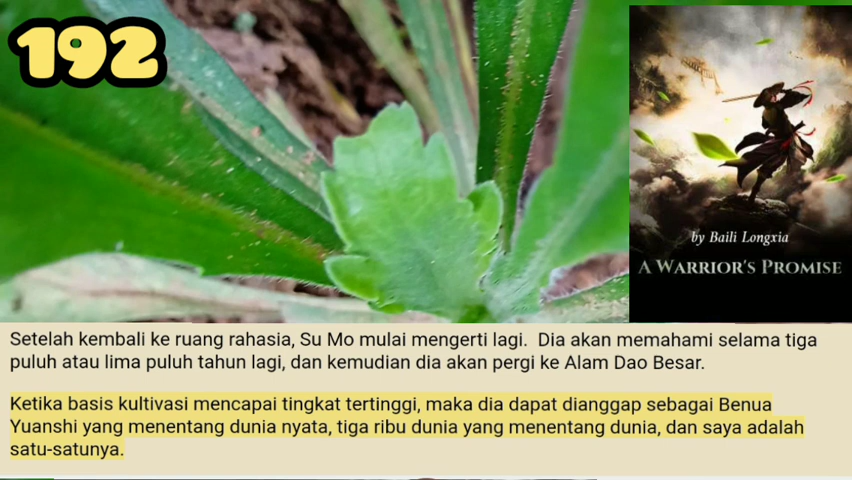 192
by Baili Longxia
A WARRIOR'S PROMISE
Setelah kembali ke ruang rahasia, Su Mo mulai mengerti lagi.  Dia akan memahami selama tiga
puluh atau lima puluh tahun lagi, dan kemudian dia akan pergi ke Alam Dao Besar.
Ketika basis kultivasi mencapai tingkat tertinggi, maka dia dapat dianggap sebagai Benua
Yuanshi yang menentang dunia nyata, tiga ribu dunia yang menentang dunia, dan saya adalah
satu-satunya.